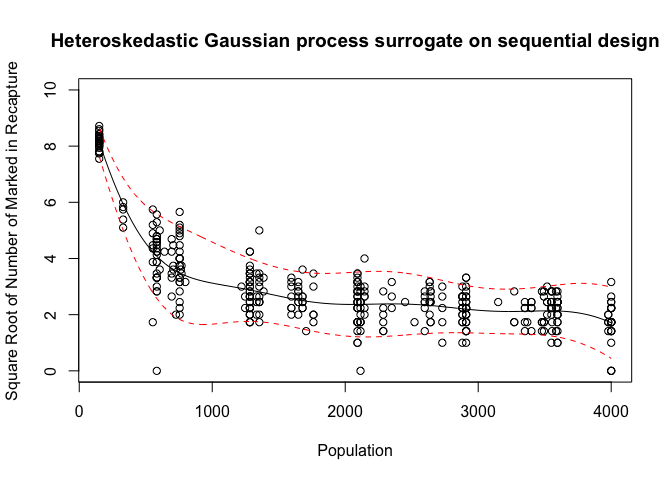 Heteroskedastic Gaussian process surrogate on sequential design
Square Root of Number of Marked in Recapture
10
8
6
4
2
0
0 1000 2000 3000 4000
Population